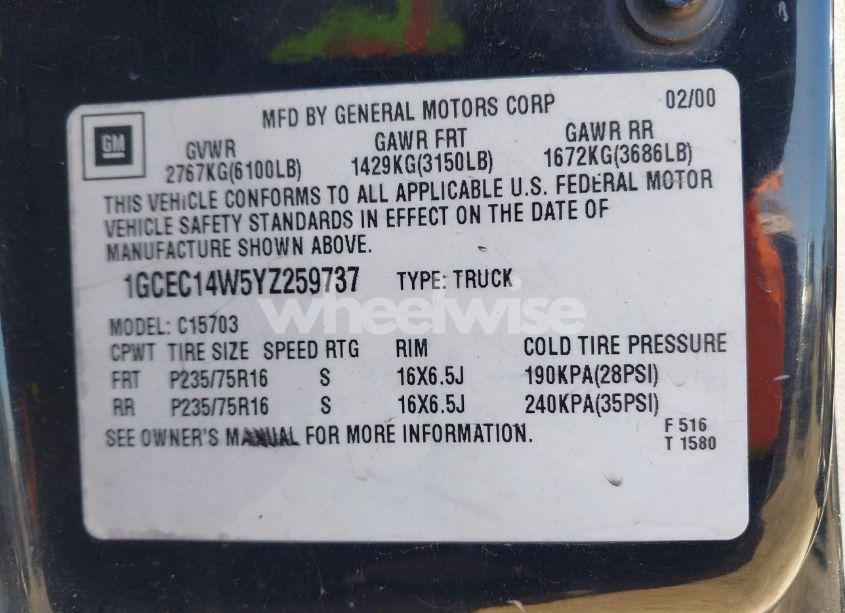 MFD BY GENERAL MOTORS CORP 02/00
GM
GVWR GAWR FRT GAWR RR
2767KG(6100LB) 1429KG(3150LB) 1672KG(3686LB)
THIS VEHICLE CONFORMS TO ALL APPLICABLE U.S. FEDERAL MOTOR
VEHICLE SAFETY STANDARDS IN EFFECT ON THE DATE OF
MANUFACTURE SHOWN ABOVE.
1GCEC14W5YZ259737 TYPE: TRUCK
wheelwise
MODEL: C15703
CPWT TIRE SIZE SPEED RTG RIM COLD TIRE PRESSURE
FRT P235/75R16 S 16X6.5J 190KPA(28PSI)
RR P235/75R16 S 16X6.5J 240KPA(35PSI)
SEE OWNER'S MANUAL FOR MORE INFORMATION.
F 516
T 1580